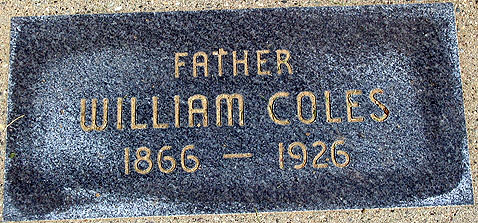 FATHER
WILLIAM COLES
1866 — 1926